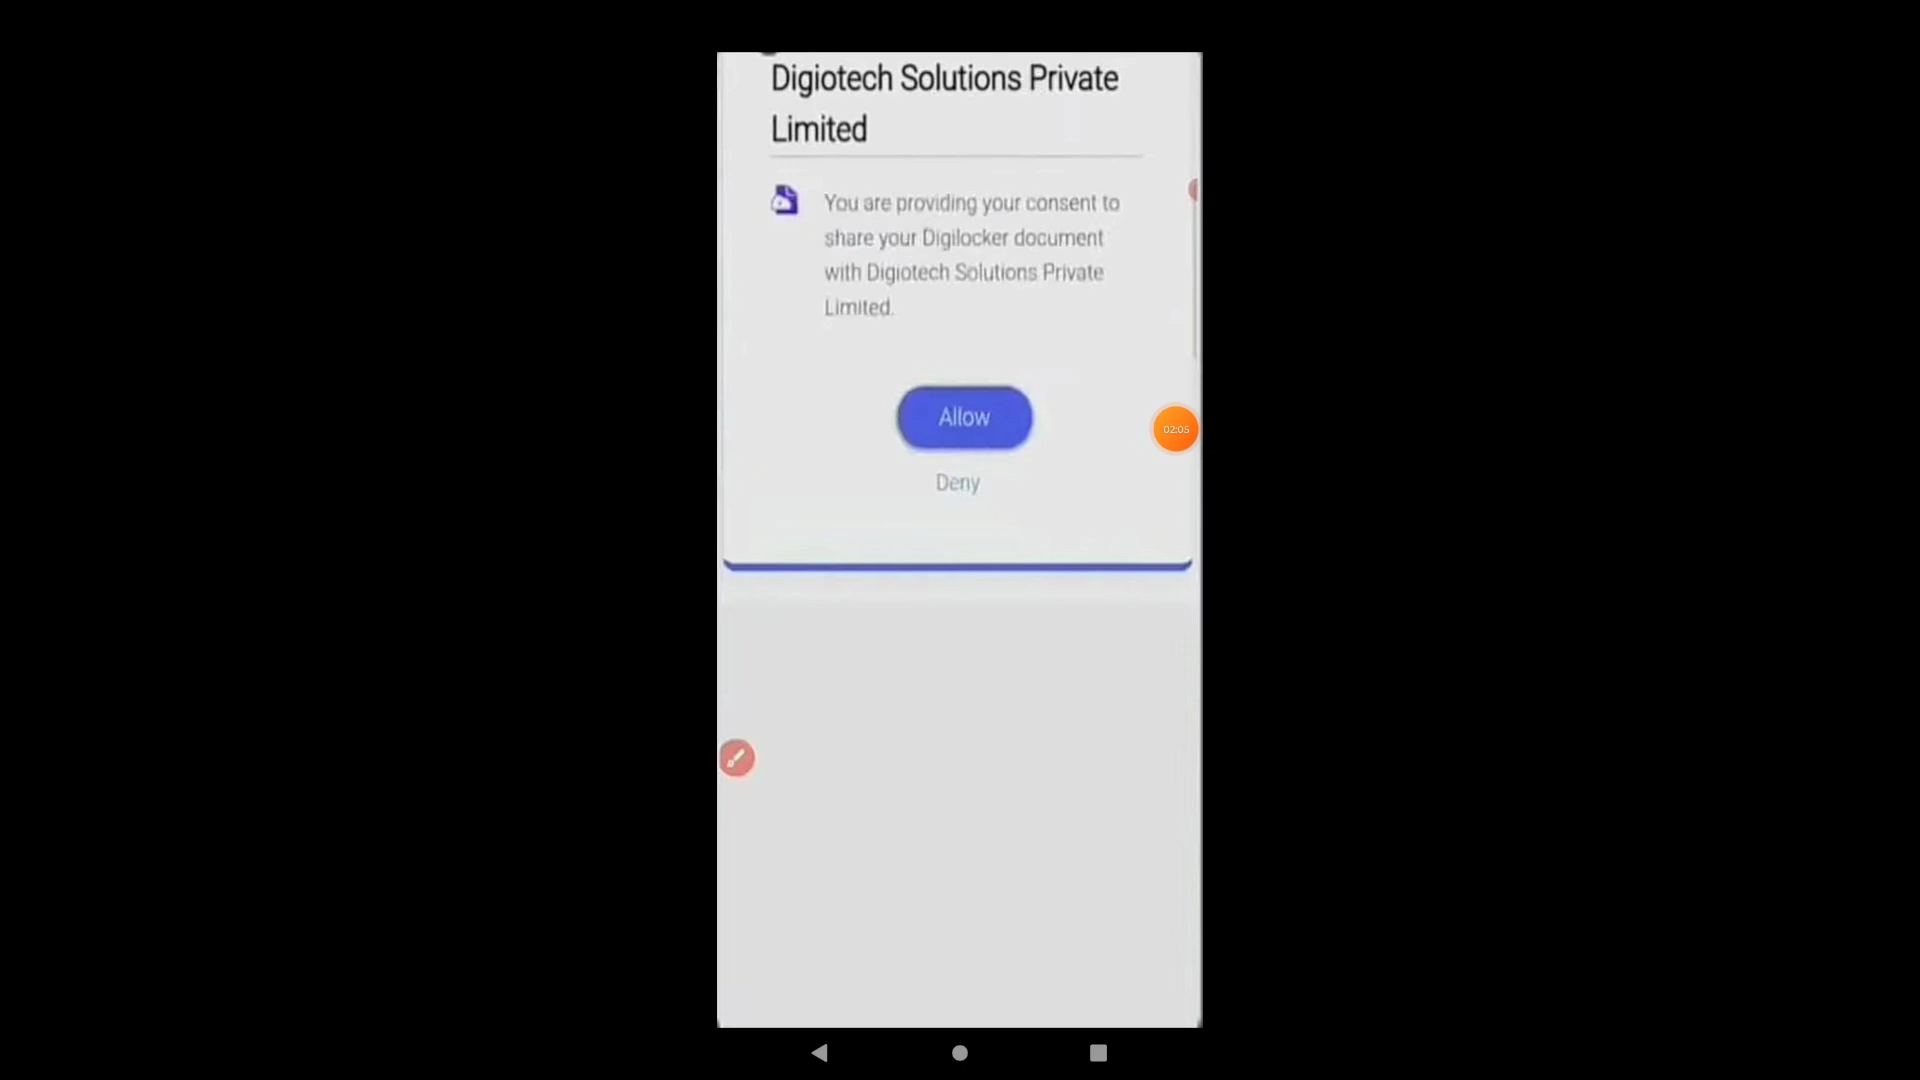 Digiotech Solutions Private
Limited
You are providing your consent to
share your Digilocker document
with Digiotech Solutions Private
Limited.
Allow
02:05
Deny